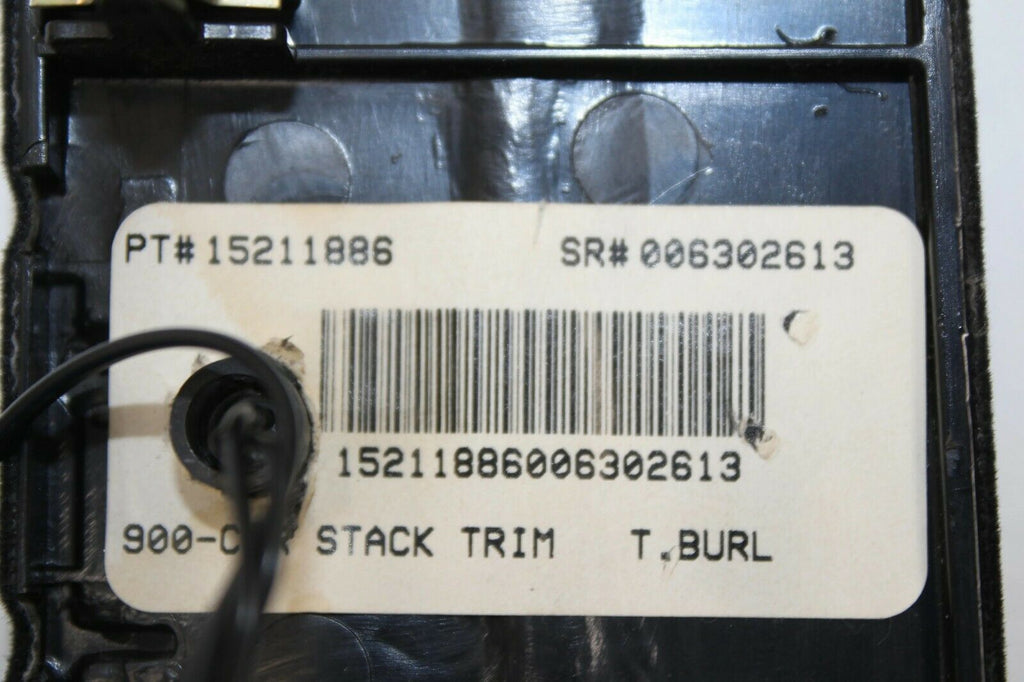 PT# 15211886 SR# 006302613
15211886006302613
STACK TRIM T.BURL